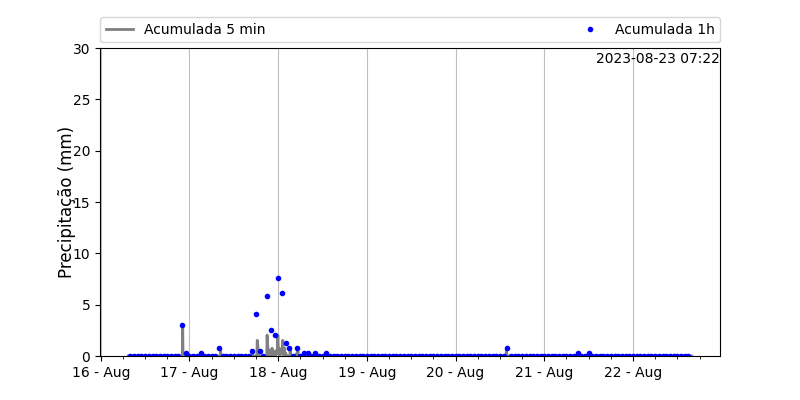 Acumulada 5 min
Acumulada 1h
2023-08-23 07:22
Precipitação (mm)
30
25
20
15
10
5
0
16 - Aug
17 - Aug
18 - Aug
19 - Aug
20 - Aug
21 - Aug
22 - Aug